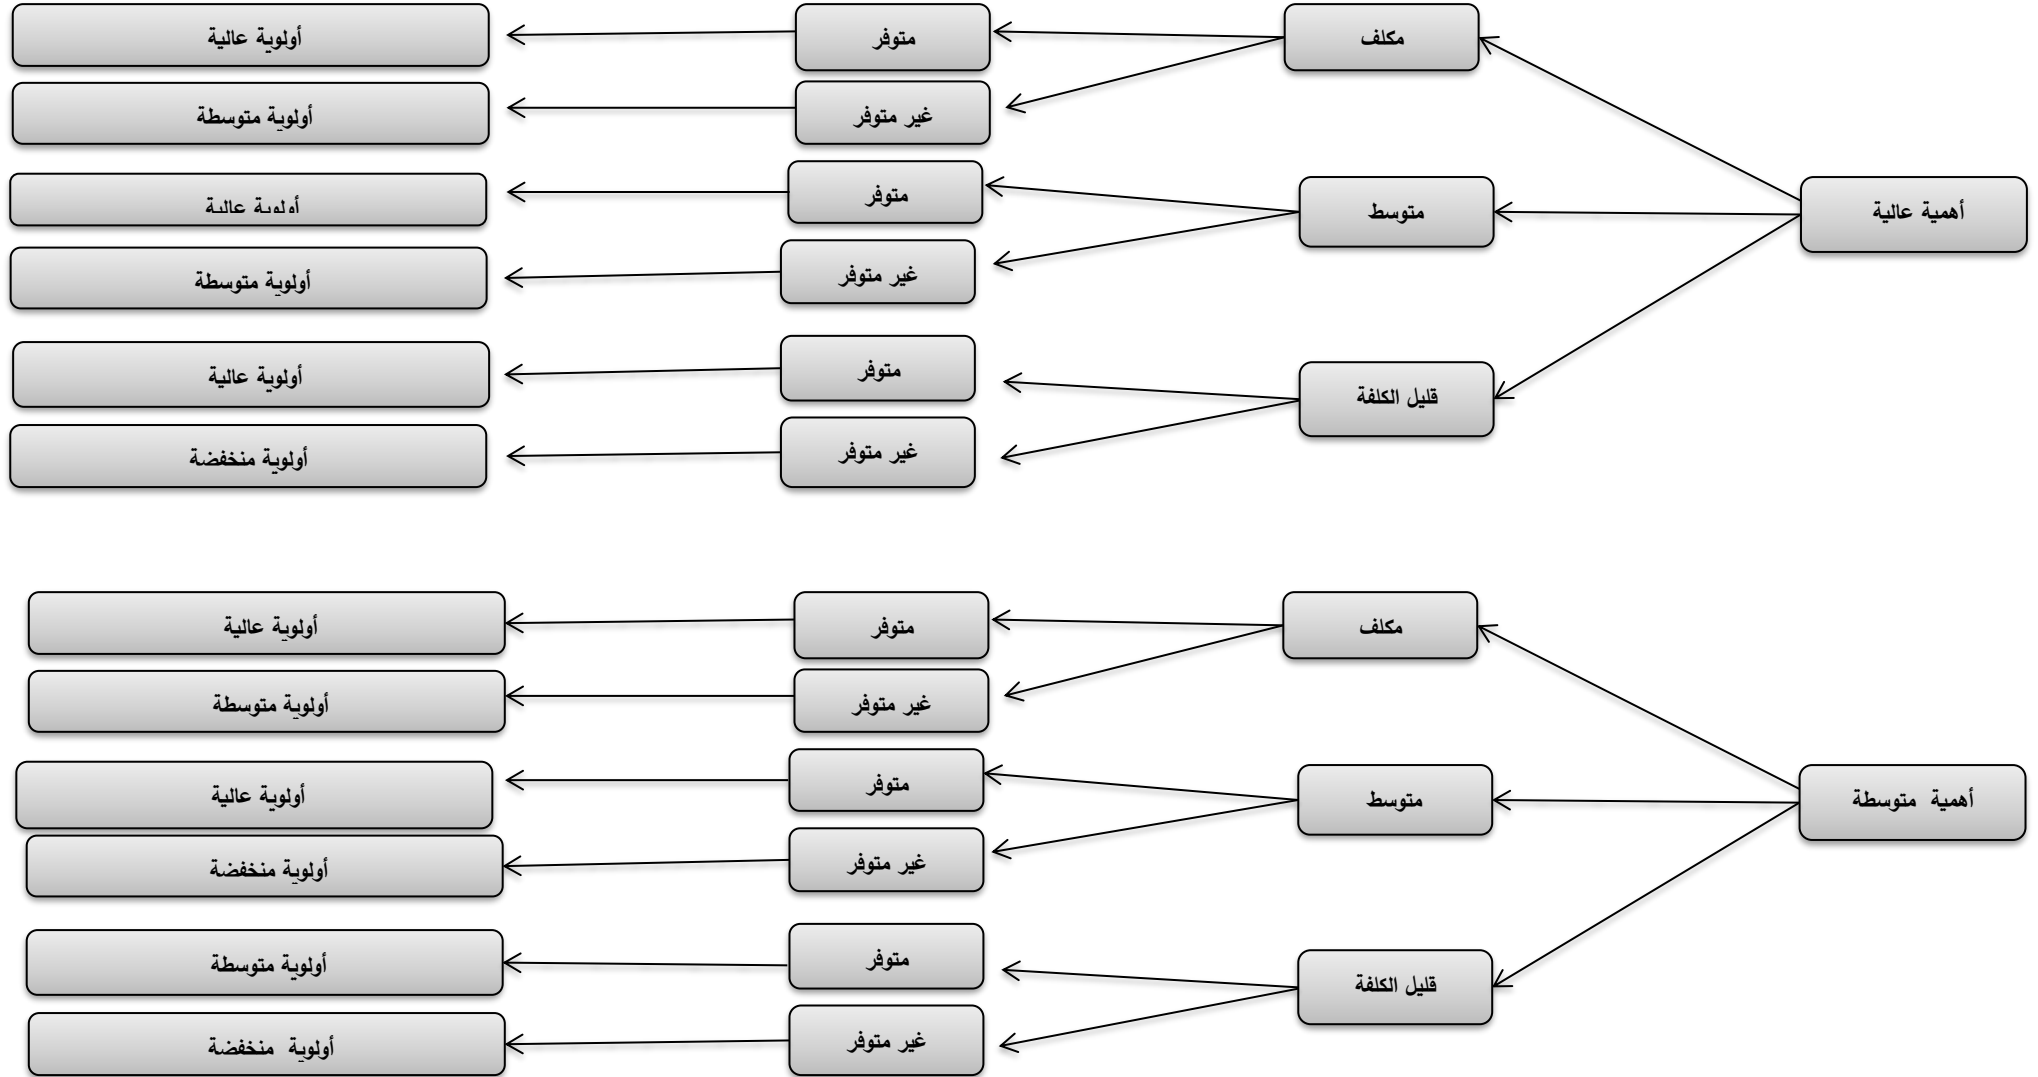 أهمية عالية
مكلف
متوفر
أولوية عالية
غير متوفر
أولوية متوسطة
متوسط
متوفر
أولوية عالية
غير متوفر
أولوية متوسطة
قليل الكلفة
متوفر
أولوية عالية
غير متوفر
أولوية منخفضة
أهمية متوسطة
مكلف
متوفر
أولوية عالية
غير متوفر
أولوية متوسطة
متوسط
متوفر
أولوية عالية
غير متوفر
أولوية منخفضة
قليل الكلفة
متوفر
أولوية متوسطة
غير متوفر
أولوية منخفضة